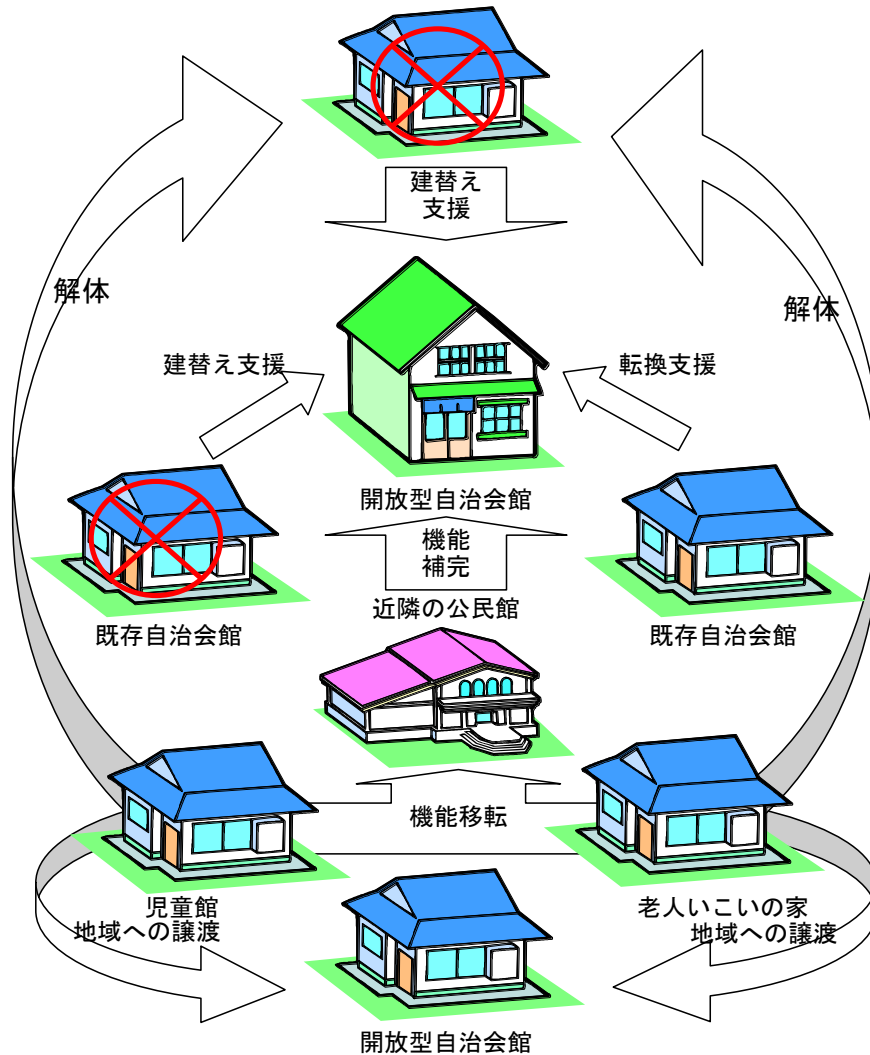 建替え
支援
解体
解体
建替え支援
転換支援
開放型自治会館
機能
補完
近隣の公民館
既存自治会館
既存自治会館
機能移転
児童館
地域への譲渡
老人いこいの家
地域への譲渡
開放型自治会館